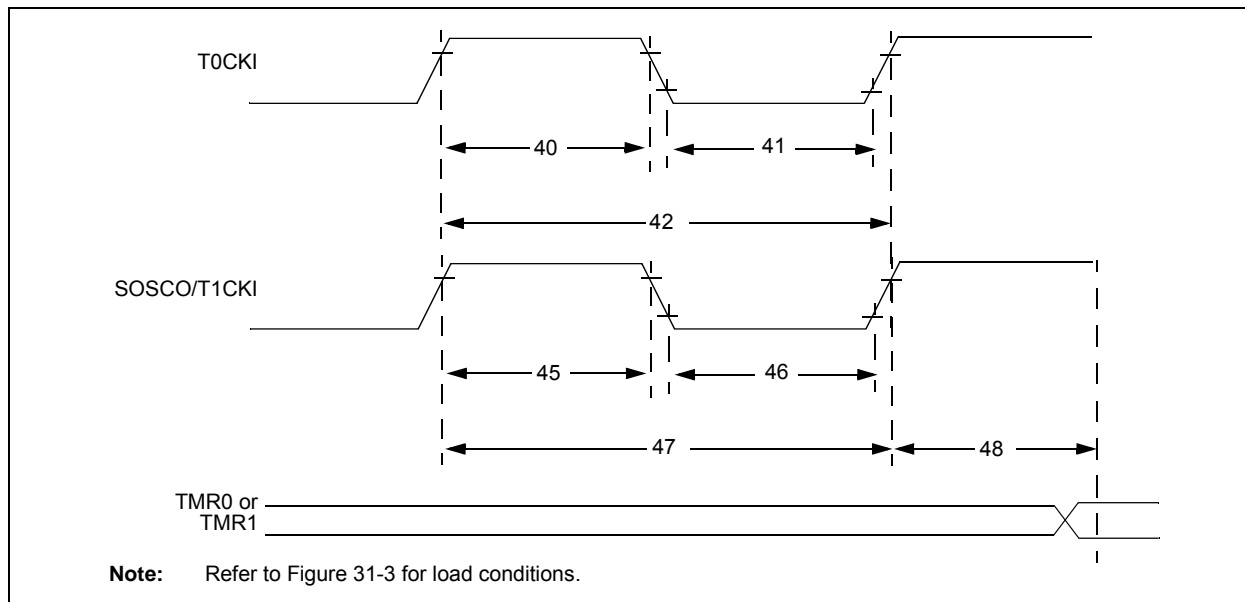 T0CKI
40
41
42
SOSCO/T1CKI
45
46
47
48
TMR0 or
TMR1
Note: Refer to Figure 31-3 for load conditions.